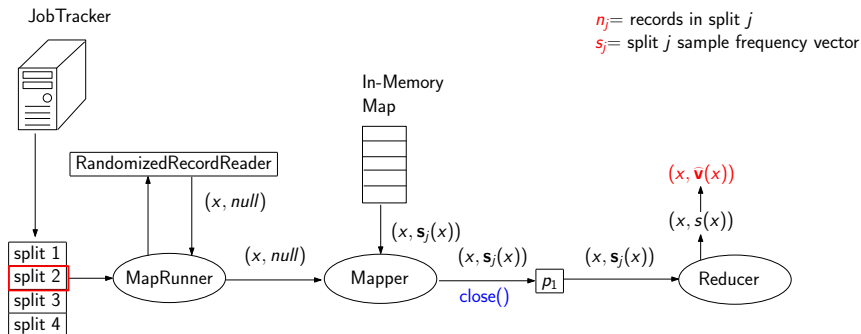 JobTracker
n_j= records in split j
s_j= split j sample frequency vector
In-Memory
Map
RandomizedRecordReader
(x, null)
(x, v̂(x))
(x, s(x))
(x, s_j(x))
split 1
split 2
split 3
split 4
MapRunner
(x, null)
Mapper
(x, s_j(x))
close()
p_1
(x, s_j(x))
Reducer